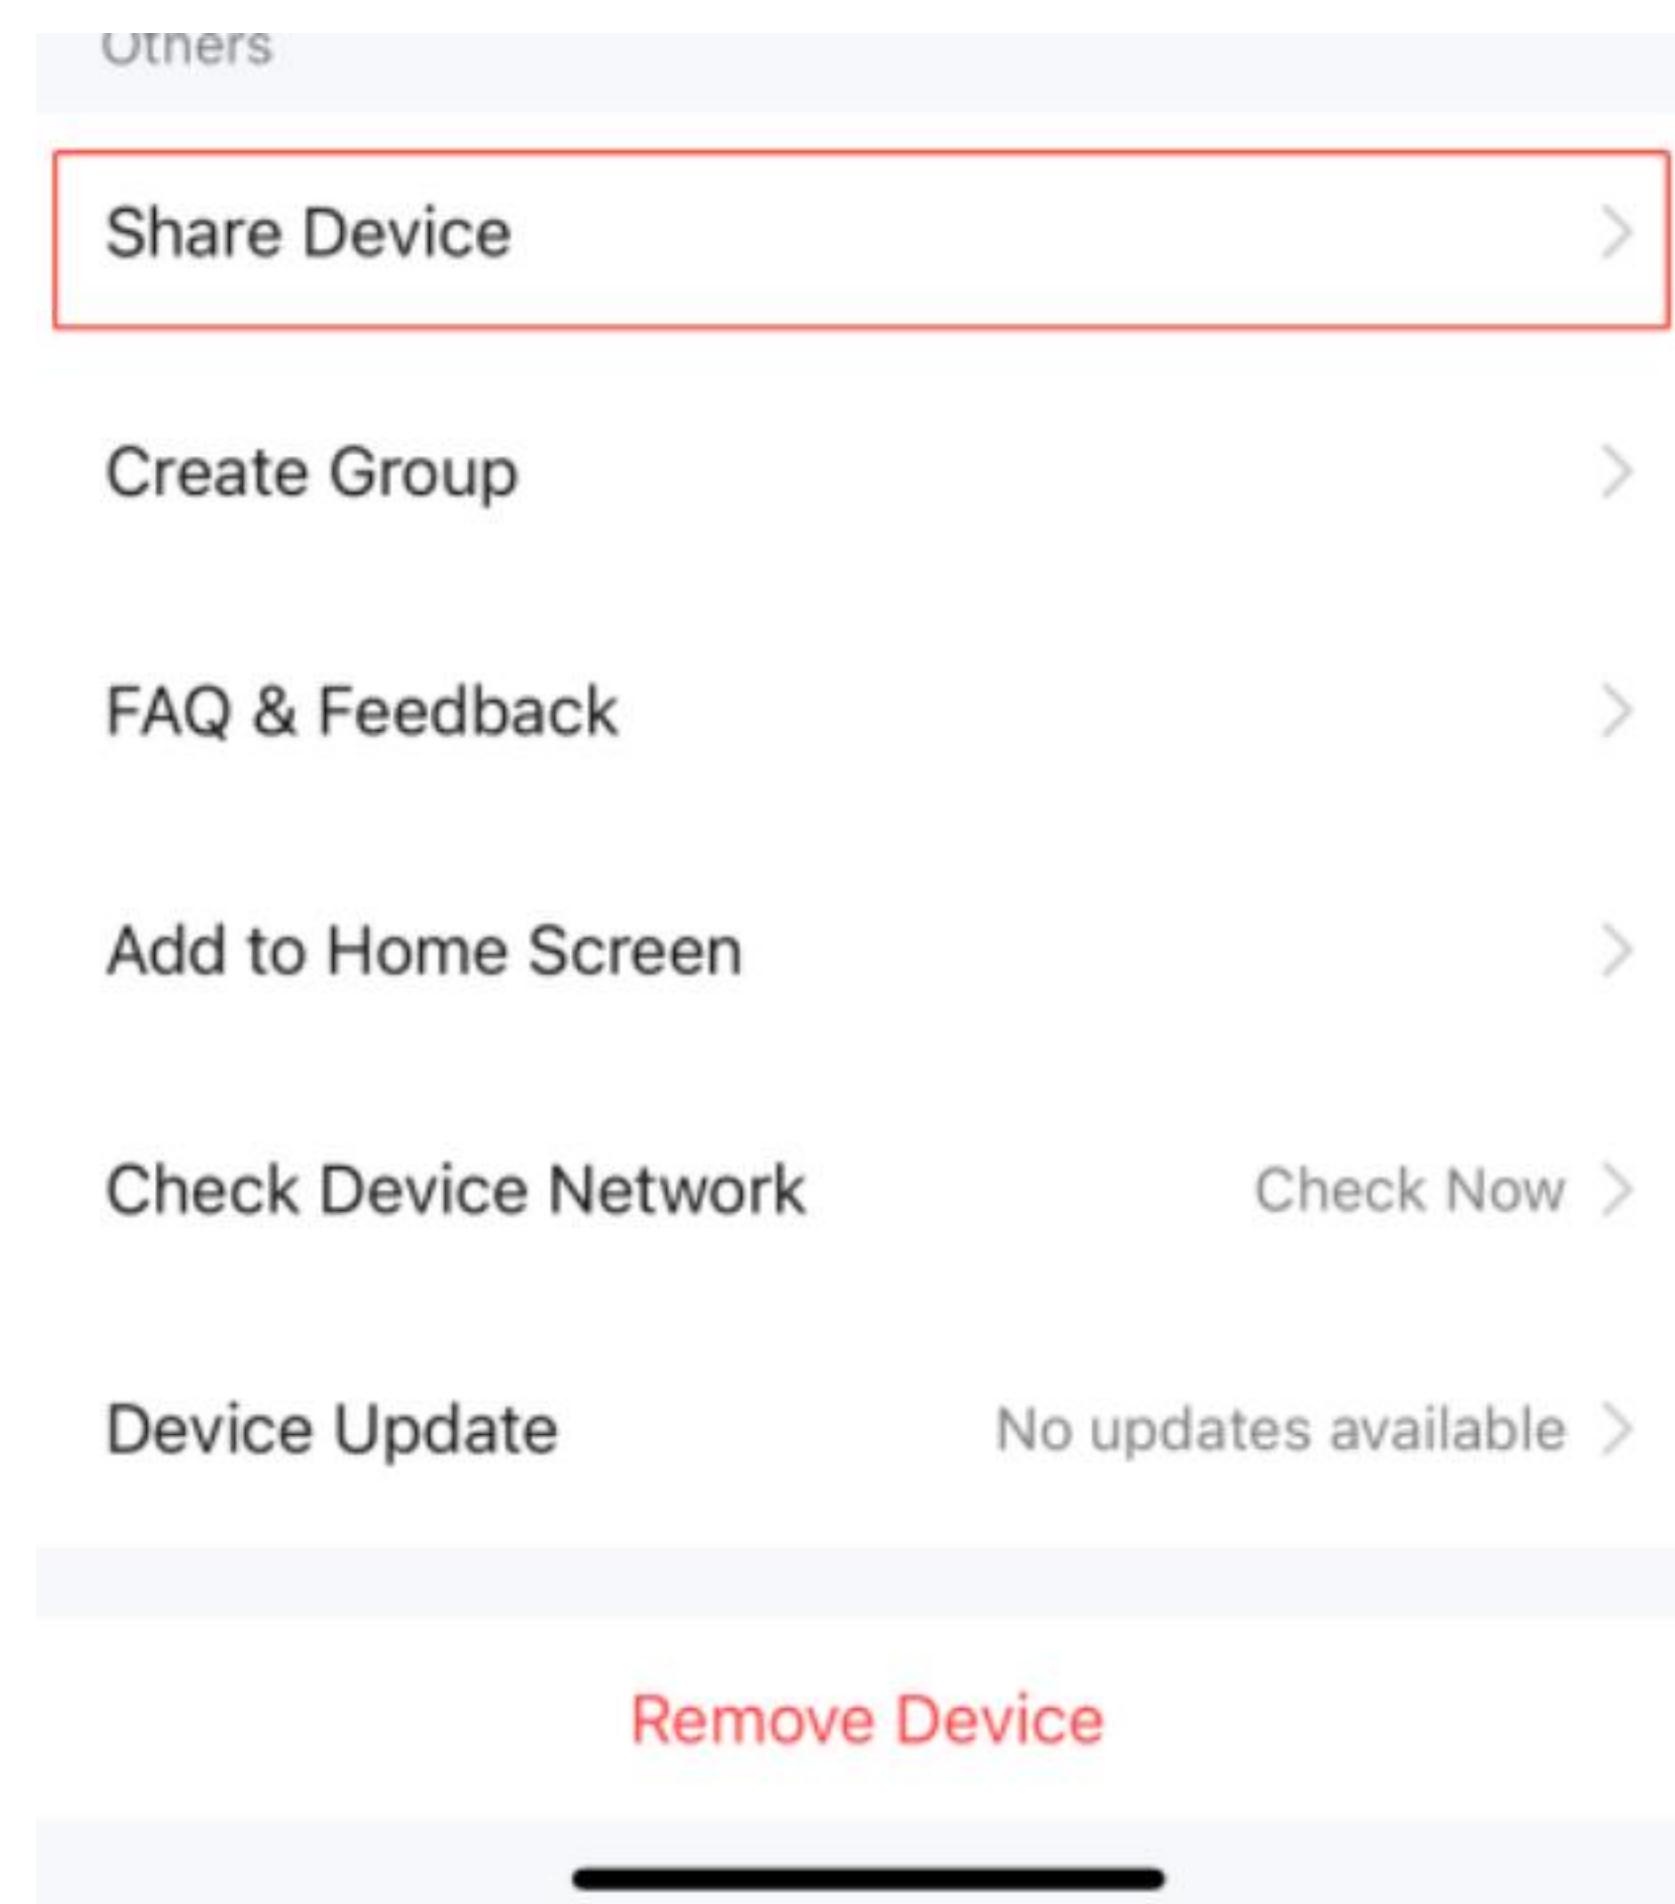 Others
Share Device
Create Group
FAQ & Feedback
Add to Home Screen
Check Device Network Check Now
Device Update No updates available
Remove Device